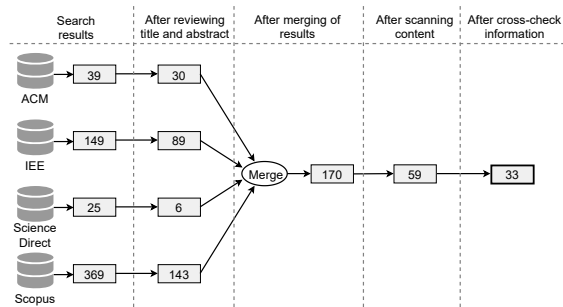 Search
results
After reviewing
title and abstract
After merging of
results
After scanning
content
After cross-check
information
39
30
ACM
149
89
IEE
Merge
170
59
33
25
6
Science
Direct
369
143
Scopus